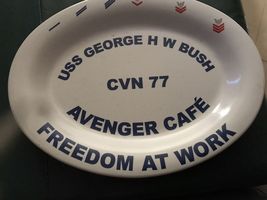 USS GEORGE H W BUSH
CVN 77
AVENGER CAFÉ
FREEDOM AT WORK